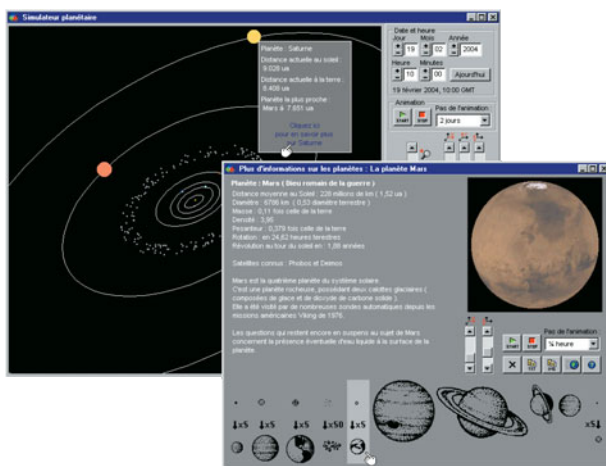 Simulateur planétaire
Planète : Saturne
Distance actuelle au soleil :
9.028 ua
Distance actuelle à la terre :
8.408 ua
Planète la plus proche :
Mars à 7.651 ua
Cliquez ici
pour en savoir plus
sur Saturne
Date et heure
Jour Mois Année
19 02 2004
Heure Minutes
10 00 Aujourd'hui
19 février 2004, 10:00 GMT
Animation
Pas de l'animation
START STOP 2 jours
Plus d'informations sur les planètes : La planète Mars
Planète : Mars ( Dieu romain de la guerre )
Distance moyenne au Soleil : 228 millions de km ( 1,52 ua )
Diamètre : 6796 km ( 0,53 diamètre terrestre )
Masse : 0,11 fois celle de la terre
Densité : 3,95
Pesanteur : 0,379 fois celle de la terre
Rotation : en 24,62 heures terrestres
Révolution au tour du soleil en : 1,88 années
Satellites connus : Phobos et Deimos
Mars est la quatrième planète du système solaire.
C'est une planète rocheuse, possédant deux calottes glaciaires (
composées de glace et de dioxyde de carbone solide ).
Elle a été visité par de nombreuses sondes automatiques depuis les
missions américaines Viking de 1976.
Les questions qui restent encore en suspens au sujet de Mars
concernent la présence éventuelle d'eau liquide à la surface de la
planète.
Pas de l'animation :
START STOP ¼ heure
x5 x5 x5 x50 x5 x5